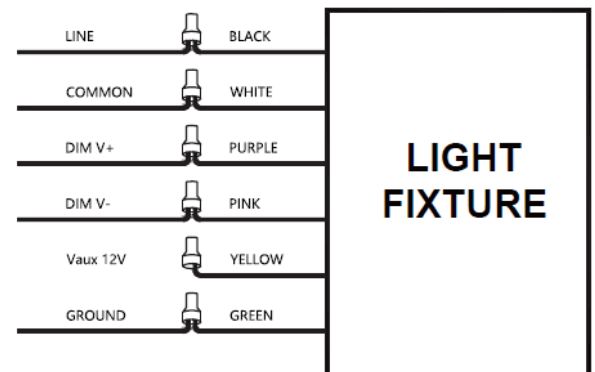 LINE BLACK
COMMON WHITE
DIM V+ PURPLE
DIM V- PINK
Vaux 12V YELLOW
GROUND GREEN
LIGHT
FIXTURE